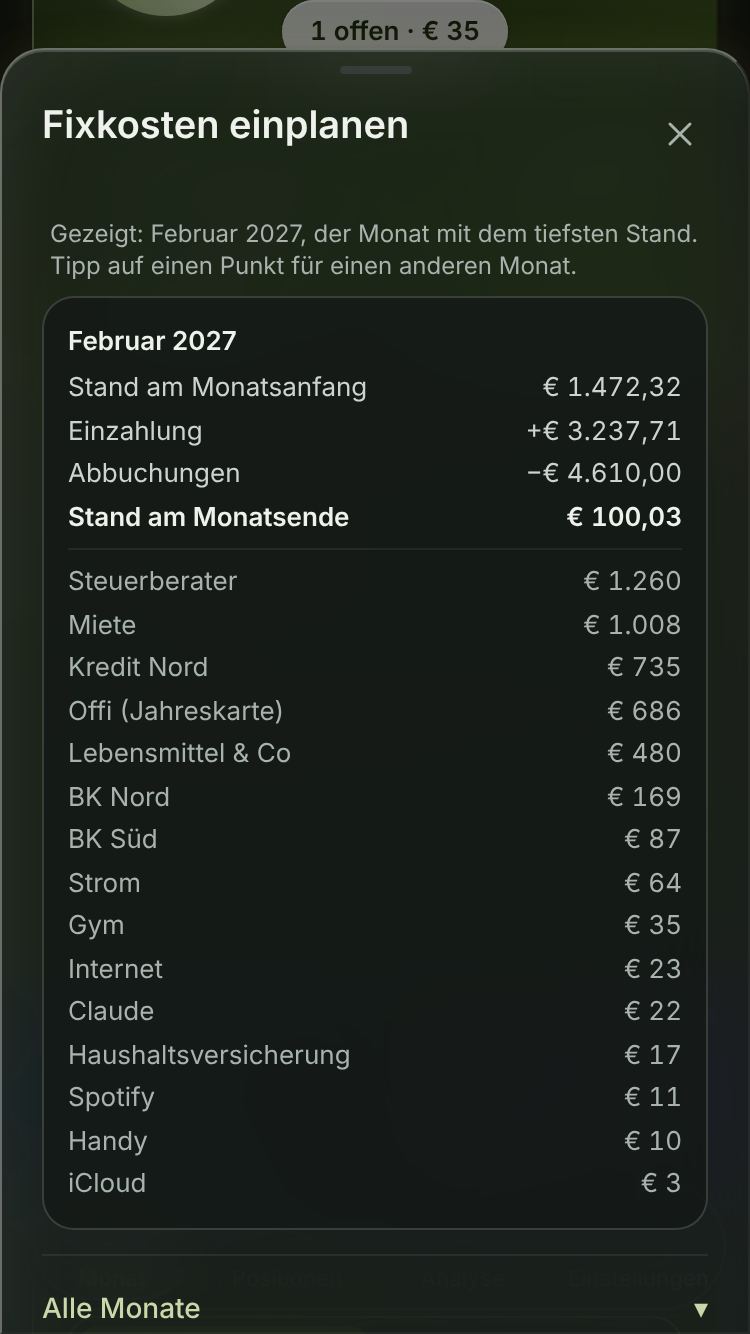 1 offen · € 35
Fixkosten einplanen
Gezeigt: Februar 2027, der Monat mit dem tiefsten Stand.
Tipp auf einen Punkt für einen anderen Monat.
Februar 2027
Stand am Monatsanfang € 1.472,32
Einzahlung +€ 3.237,71
Abbuchungen −€ 4.610,00
Stand am Monatsende € 100,03
Steuerberater € 1.260
Miete € 1.008
Kredit Nord € 735
Offi (Jahreskarte) € 686
Lebensmittel & Co € 480
BK Nord € 169
BK Süd € 87
Strom € 64
Gym € 35
Internet € 23
Claude € 22
Haushaltsversicherung € 17
Spotify € 11
Handy € 10
iCloud € 3
Monat Positionen Analyse Einstellungen
Alle Monate ▼